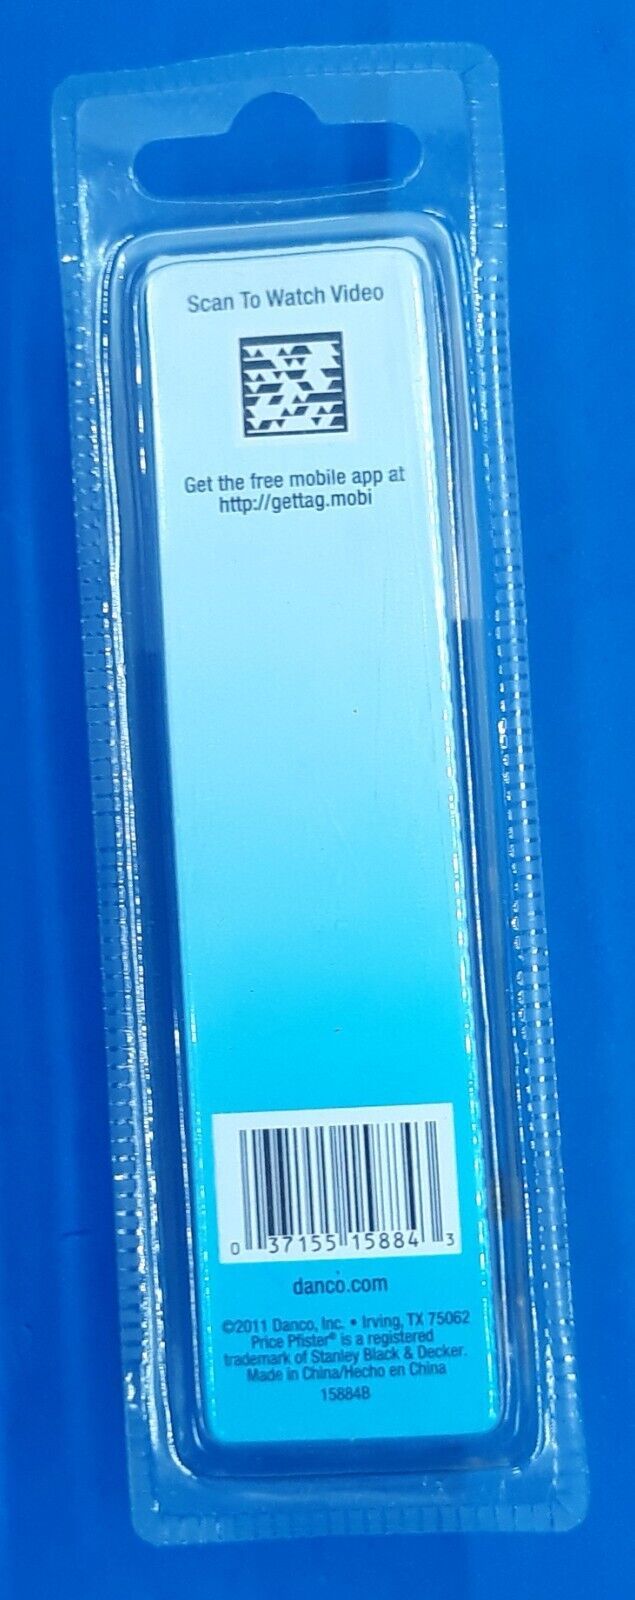 Scan To Watch Video
Get the free mobile app at
http://gettag.mobi
0 37155 15884 3
danco.com
©2011 Danco, Inc. • Irving, TX 75062
Price Pfister® is a registered
trademark of Stanley Black & Decker.
Made in China/Hecho en China
15884B